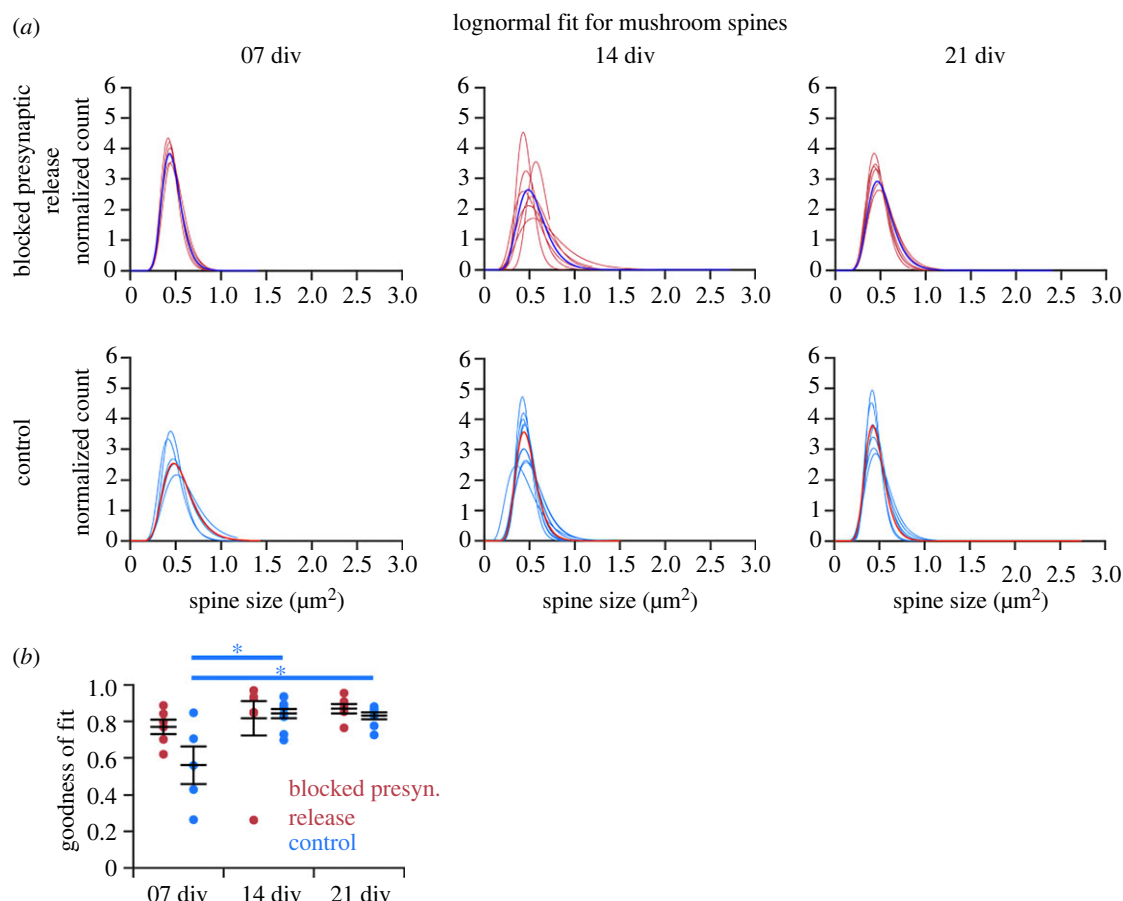 (a)
lognormal fit for mushroom spines
07 div
14 div
21 div
blocked presynaptic
release
normalized count
6
5
4
3
2
1
0
0 0.5 1.0 1.5 2.0 2.5 3.0
6
5
4
3
2
1
0
0 0.5 1.0 1.5 2.0 2.5 3.0
6
5
4
3
2
1
0
0 0.5 1.0 1.5 2.0 2.5 3.0
control
normalized count
6
5
4
3
2
1
0
0 0.5 1.0 1.5 2.0 2.5 3.0
spine size (µm²)
6
5
4
3
2
1
0
0 0.5 1.0 1.5 2.0 2.5 3.0
spine size (µm²)
6
5
4
3
2
1
0
0 0.5 1.0 1.5 2.0 2.5 3.0
spine size (µm²)
(b)
*
*
goodness of fit
1.0
0.8
0.6
0.4
0.2
0
blocked presyn.
release
control
07 div 14 div 21 div